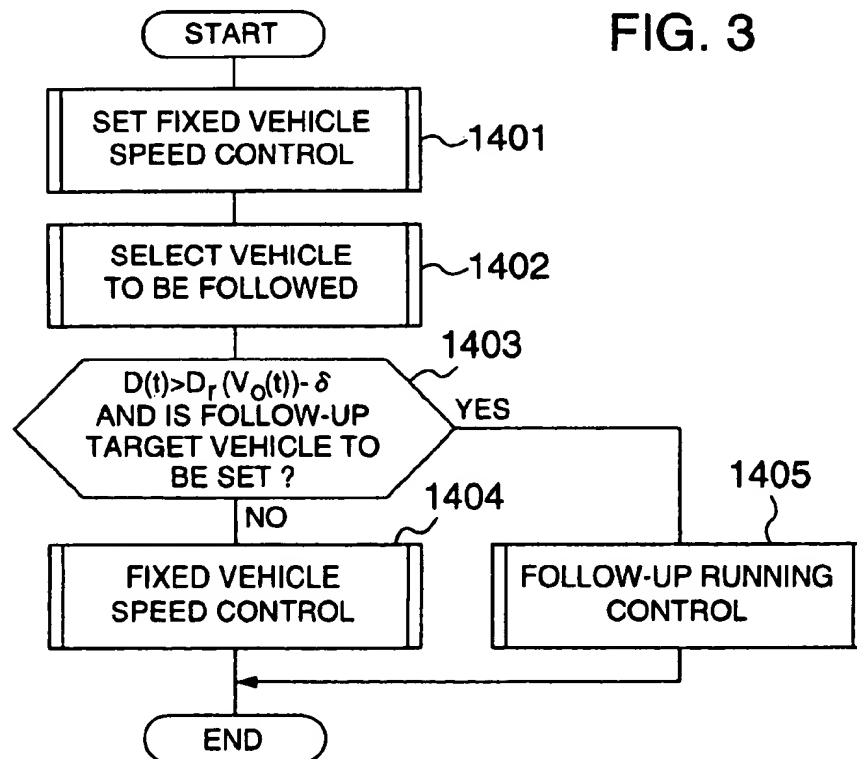 START
FIG. 3
SET FIXED VEHICLE
SPEED CONTROL
1401
SELECT VEHICLE
TO BE FOLLOWED
1402
1403
D(t)>Dr (Vo(t))-δ
AND IS FOLLOW-UP
TARGET VEHICLE TO
BE SET ?
YES
NO
1404
1405
FIXED VEHICLE
SPEED CONTROL
FOLLOW-UP RUNNING
CONTROL
END